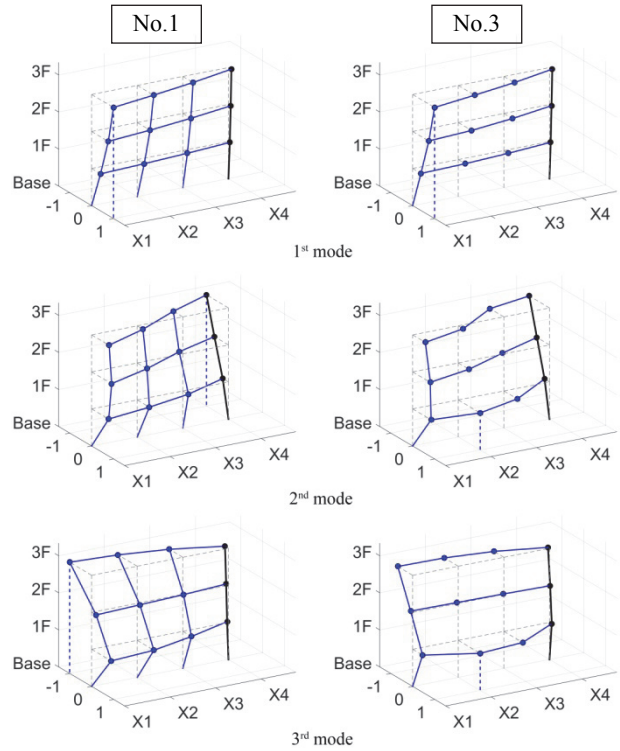 No.1
No.3
3F
2F
1F
Base
-1
0
1
X1
X2
X3
X4
3F
2F
1F
Base
-1
0
1
X1
X2
X3
X4
1st mode
3F
2F
1F
Base
-1
0
1
X1
X2
X3
X4
3F
2F
1F
Base
-1
0
1
X1
X2
X3
X4
2nd mode
3F
2F
1F
Base
-1
0
1
X1
X2
X3
X4
3F
2F
1F
Base
-1
0
1
X1
X2
X3
X4
3rd mode